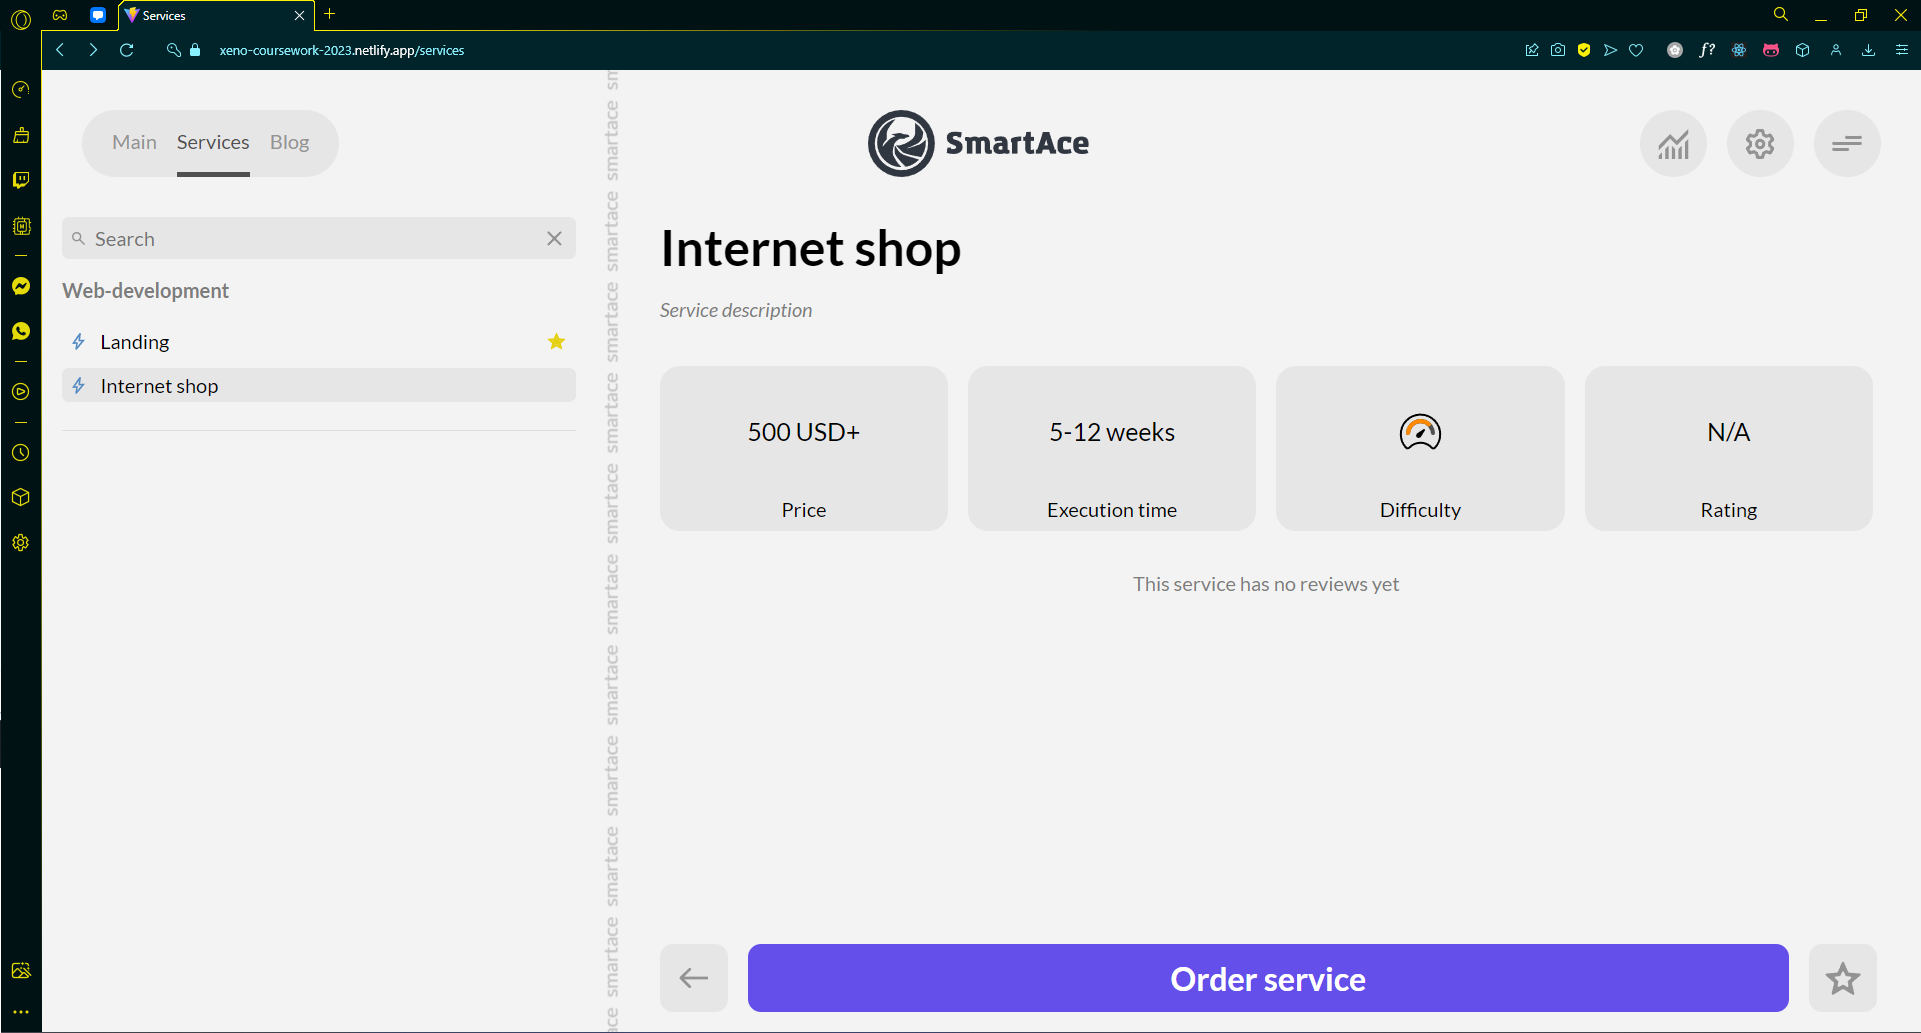 Services
xeno-coursework-2023.netlify.app/services
f?
Main Services Blog
SmartAce
Search
Web-development
Landing
Internet shop
smartace smartace smartace smartace smartace smartace smartace smartace smartace smartace
Internet shop
Service description
500 USD+
Price
5-12 weeks
Execution time
Difficulty
N/A
Rating
This service has no reviews yet
Order service